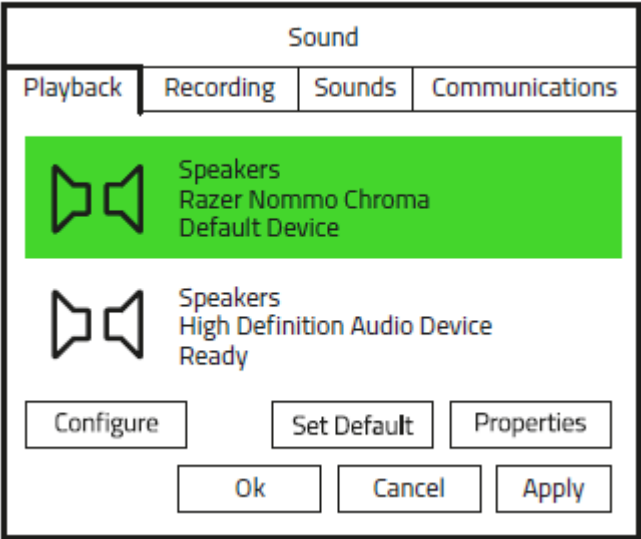 Sound
Playback
Recording
Sounds
Communications
Speakers
Razer Nommo Chroma
Default Device
Speakers
High Definition Audio Device
Ready
Configure
Set Default
Properties
Ok
Cancel
Apply